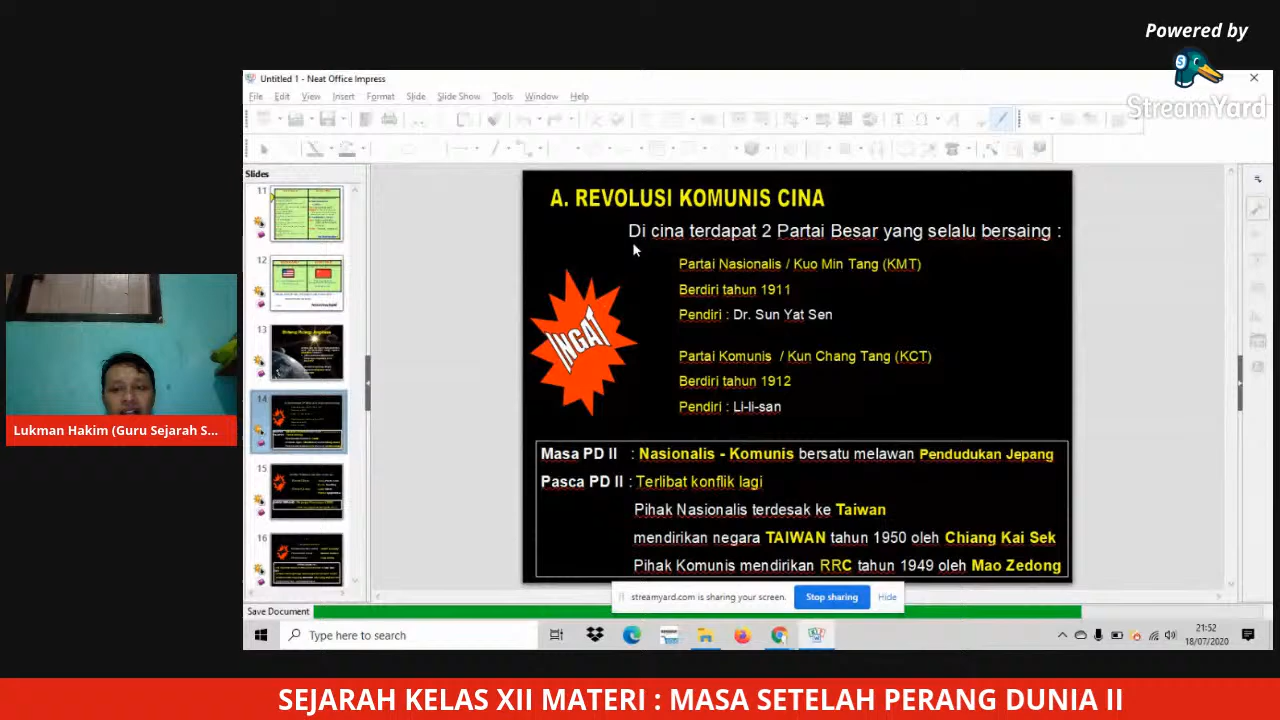 Powered by
StreamYard
Untitled 1 - Neat Office Impress
File Edit View Insert Format Slide Slide Show Tools Window Help
Slides
11
12
13
14
15
16
A. REVOLUSI KOMUNIS CINA
Di cina terdapat 2 Partai Besar yang selalu bersaing :
Partai Nasionalis / Kuo Min Tang (KMT)
Berdiri tahun 1911
Pendiri : Dr. Sun Yat Sen
INGAT
Partai Komunis / Kun Chang Tang (KCT)
Berdiri tahun 1912
Pendiri : Li-li-san
Masa PD II : Nasionalis - Komunis bersatu melawan Pendudukan Jepang
Pasca PD II : Terlibat konflik lagi
Pihak Nasionalis terdesak ke Taiwan
mendirikan negara TAIWAN tahun 1950 oleh Chiang Kai Sek
Pihak Komunis mendirikan RRC tahun 1949 oleh Mao Zedong
Lukman Hakim (Guru Sejarah S...
streamyard.com is sharing your screen. Stop sharing Hide
Save Document
Type here to search
21:52
18/07/2020
SEJARAH KELAS XII MATERI : MASA SETELAH PERANG DUNIA II